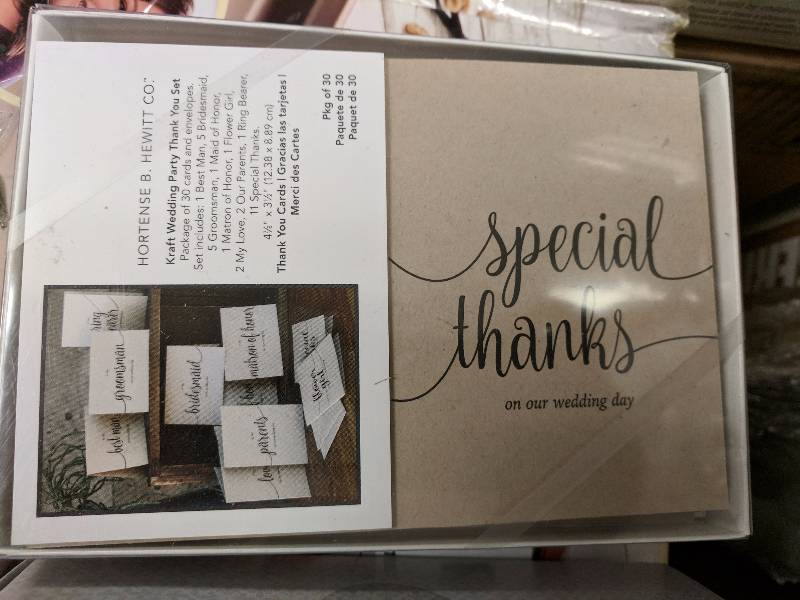 HORTENSE B. HEWITT CO.™
Kraft Wedding Party Thank You Set
Package of 30 cards and envelopes.
Set includes: 1 Best Man, 5 Bridesmaid,
5 Groomsman, 1 Maid of Honor,
1 Matron of Honor, 1 Flower Girl,
2 My Love, 2 Our Parents, 1 Ring Bearer,
11 Special Thanks.
4⅞" x 3½" (12.38 x 8.89 cm)
Thank You Cards | Gracias las tarjetas |
Merci des Cartes
Pkg of 30
Paquete de 30
Paquet de 30
ring
groomsman
best man
bridesmaid
matron of honor
parents
flower
girl
special
thanks
on our wedding day